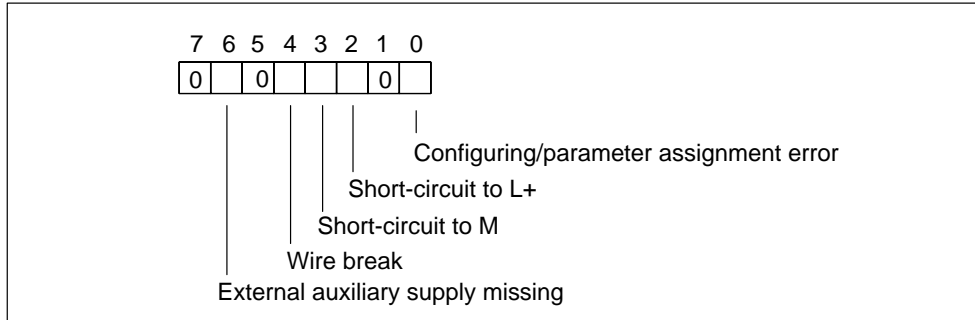 7 6 5 4 3 2 1 0
0 0 0
Configuring/parameter assignment error
Short-circuit to L+
Short-circuit to M
Wire break
External auxiliary supply missing